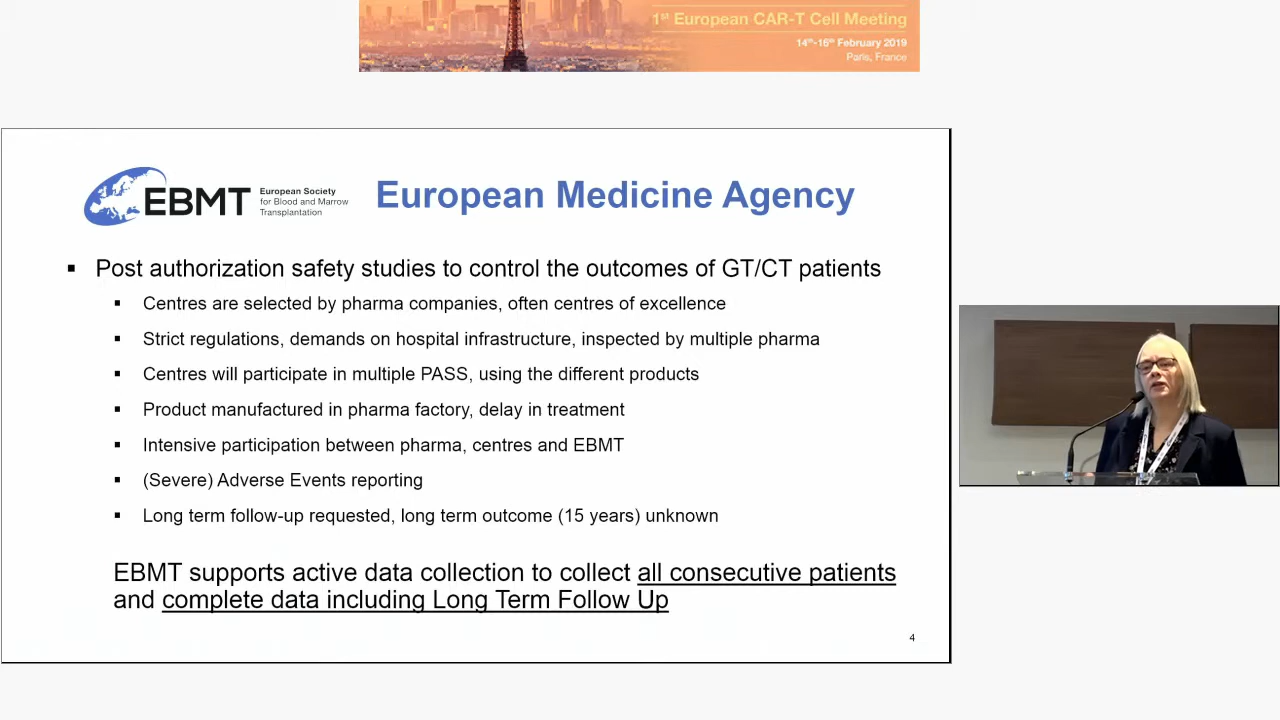 1st European CAR-T Cell Meeting
14th-16th February 2019
Paris, France
EBMT
European Society
for Blood and Marrow
Transplantation
European Medicine Agency
▪ Post authorization safety studies to control the outcomes of GT/CT patients
▪ Centres are selected by pharma companies, often centres of excellence
▪ Strict regulations, demands on hospital infrastructure, inspected by multiple pharma
▪ Centres will participate in multiple PASS, using the different products
▪ Product manufactured in pharma factory, delay in treatment
▪ Intensive participation between pharma, centres and EBMT
▪ (Severe) Adverse Events reporting
▪ Long term follow-up requested, long term outcome (15 years) unknown
EBMT supports active data collection to collect all consecutive patients
and complete data including Long Term Follow Up
4